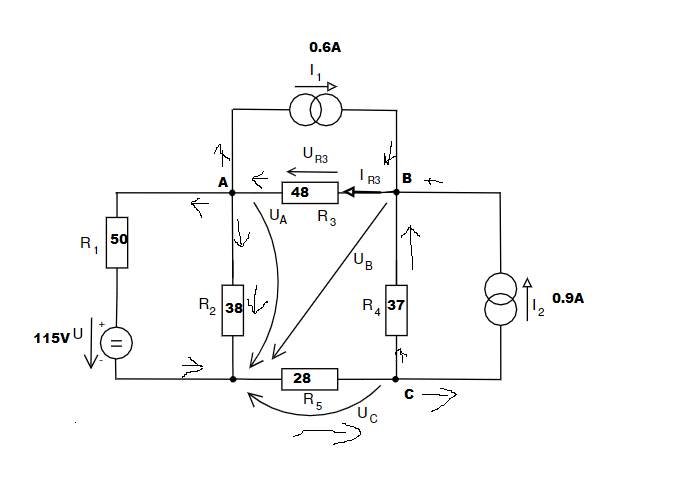 0.6A
I1
UR3
A
IR3
B
48
UA
R3
R1
50
UB
R2
38
R4
37
I2
0.9A
115V
U
+
=
-
28
R5
C
UC